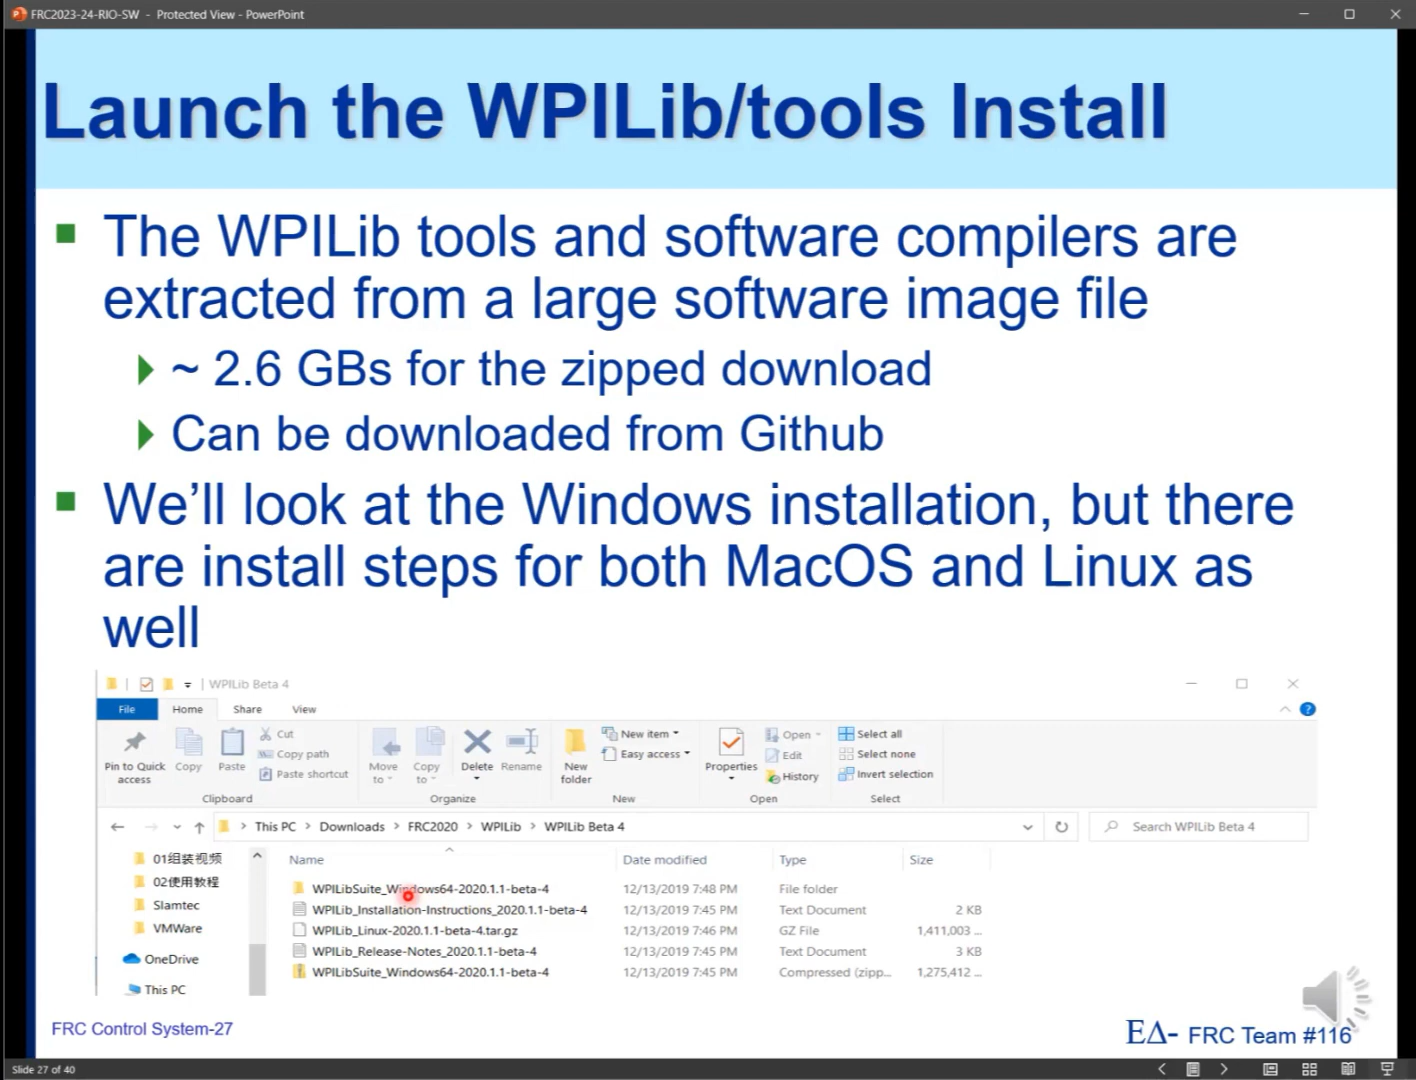 FRC2023-24-RIO-SW - Protected View - PowerPoint
Launch the WPILib/tools Install
The WPILib tools and software compilers are
extracted from a large software image file
~ 2.6 GBs for the zipped download
Can be downloaded from Github
We’ll look at the Windows installation, but there
are install steps for both MacOS and Linux as
well
WPILib Beta 4
File Home Share View
Pin to Quick access
Copy
Paste
Cut
Copy path
Paste shortcut
Clipboard
Move to
Copy to
Delete
Rename
Organize
New folder
New item
Easy access
New
Properties
Open
Edit
History
Open
Select all
Select none
Invert selection
Select
This PC > Downloads > FRC2020 > WPILib > WPILib Beta 4
Search WPILib Beta 4
01组装视频
02使用教程
Slamtec
VMWare
OneDrive
This PC
Name Date modified Type Size
WPILibSuite_Windows64-2020.1.1-beta-4 12/13/2019 7:48 PM File folder
WPILib_Installation-Instructions_2020.1.1-beta-4 12/13/2019 7:45 PM Text Document 2 KB
WPILib_Linux-2020.1.1-beta-4.tar.gz 12/13/2019 7:46 PM GZ File 1,411,003 ...
WPILib_Release-Notes_2020.1.1-beta-4 12/13/2019 7:45 PM Text Document 3 KB
WPILibSuite_Windows64-2020.1.1-beta-4 12/13/2019 7:45 PM Compressed (zipp... 1,275,412 ...
FRC Control System-27
ΕΔ- FRC Team #116
Slide 27 of 40